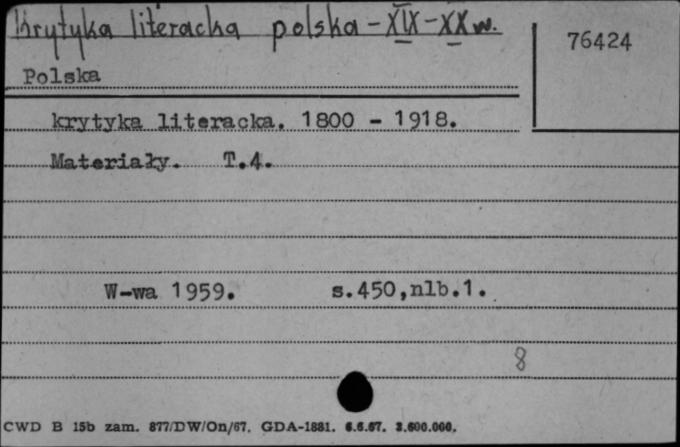 Krytyka literacka polska - XIX - XX w.
76424
Polska
krytyka literacka. 1800 - 1918.
Materiały. T.4.
W-wa 1959. s.450,nlb.1.
8
CWD B 15b zam. 877/DW/On/67. GDA-1881. 6.6.67. 3.600.000.